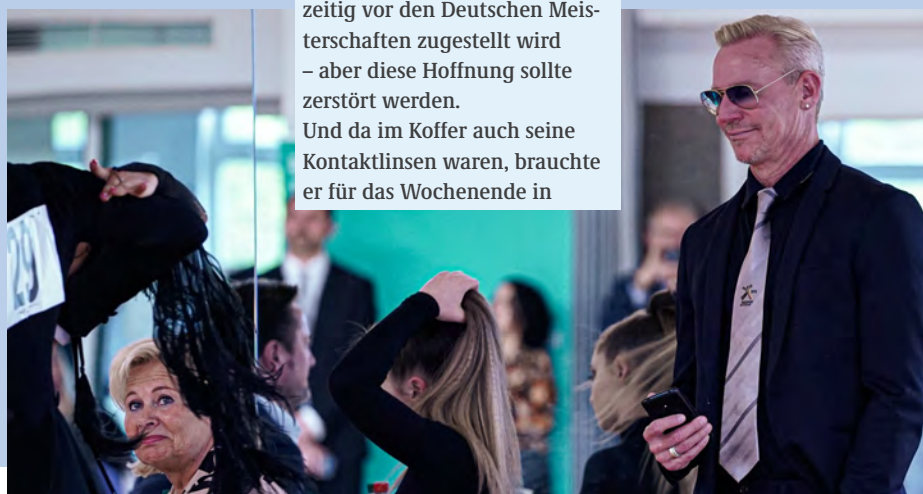 zeitig vor den Deutschen Meis-
terschaften zugestellt wird
– aber diese Hoffnung sollte
zerstört werden.
Und da im Koffer auch seine
Kontaktlinsen waren, brauchte
er für das Wochenende in
29